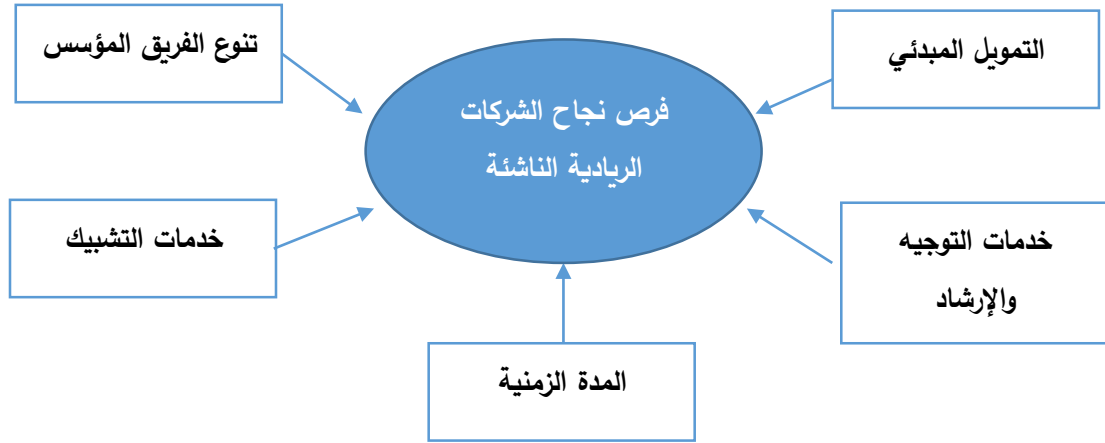 التمويل المبدئي
تنوع الفريق المؤسس
فرص نجاح الشركات
الريادية الناشئة
خدمات التوجيه
والإرشاد
خدمات التشبيك
المدة الزمنية